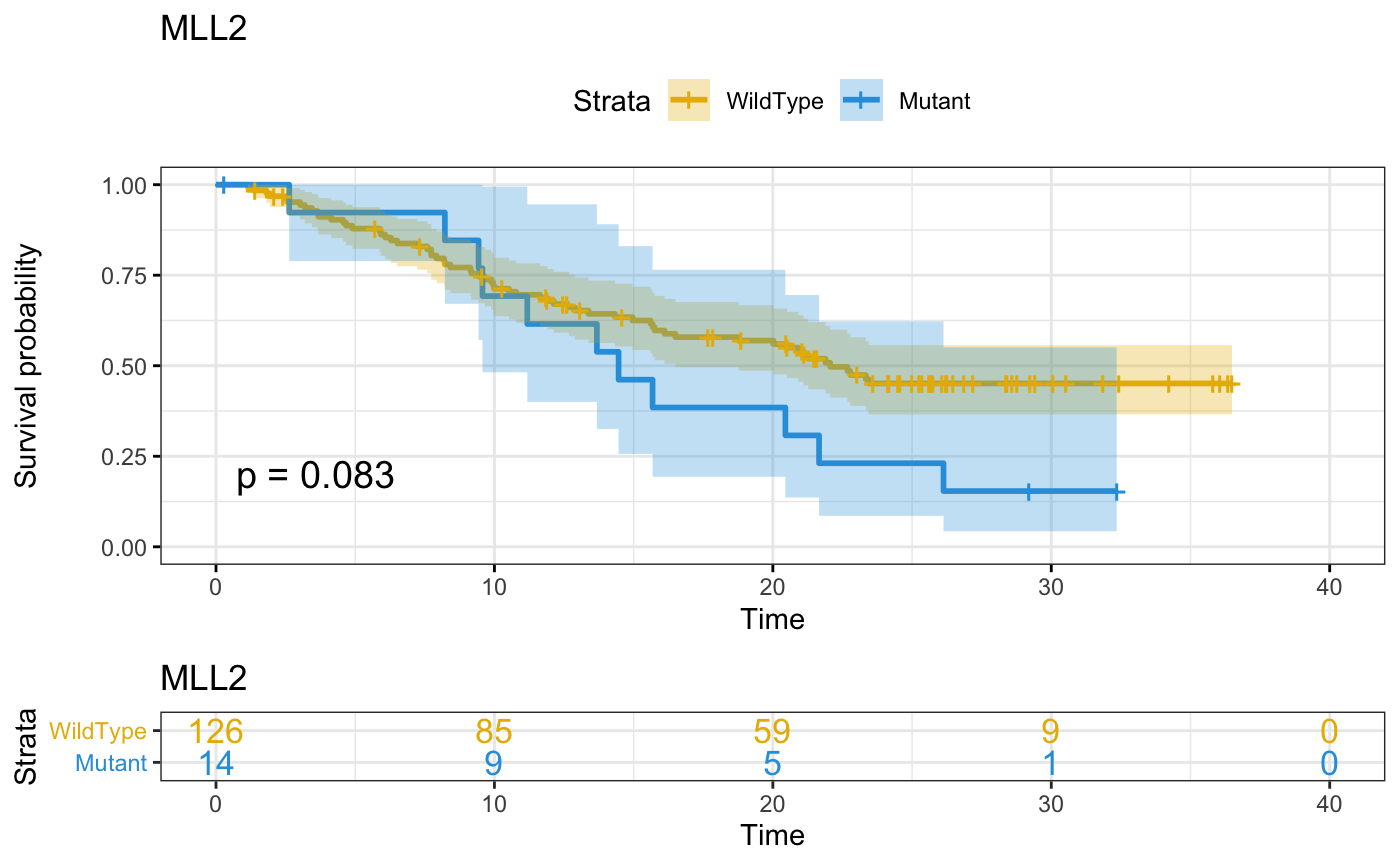 MLL2
Strata WildType Mutant
Survival probability
1.00
0.75
0.50
0.25
0.00
p = 0.083
0 10 20 30 40
Time
MLL2
Strata
WildType 126 85 59 9 0
Mutant 14 9 5 1 0
0 10 20 30 40
Time